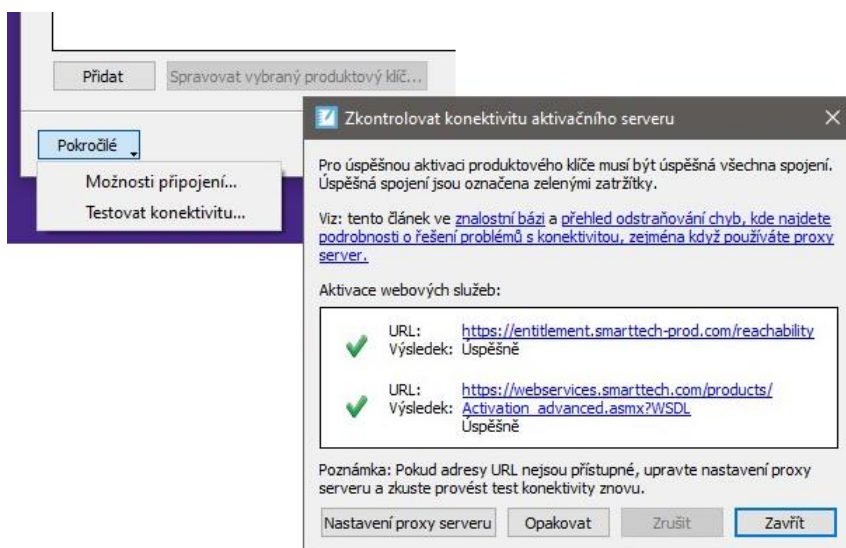 Přidat
Spravovat vybraný produktový klíč...
Pokročilé
Možnosti připojení...
Testovat konektivitu...
Zkontrolovat konektivitu aktivačního serveru
Pro úspěšnou aktivaci produktového klíče musí být úspěšná všechna spojení.
Úspěšná spojení jsou označena zelenými zatržítky.
Viz: tento článek ve znalostní bázi a přehled odstraňování chyb, kde najdete
podrobnosti o řešení problémů s konektivitou, zejména když používáte proxy
server.
Aktivace webových služeb:
URL: https://entitlement.smarttech-prod.com/reachability
Výsledek: Úspěšně
URL: https://webservices.smarttech.com/products/
Výsledek: Activation_advanced.asmx?WSDL
Úspěšně
Poznámka: Pokud adresy URL nejsou přístupné, upravte nastavení proxy
serveru a zkuste provést test konektivity znovu.
Nastavení proxy serveru
Opakovat
Zrušit
Zavřít